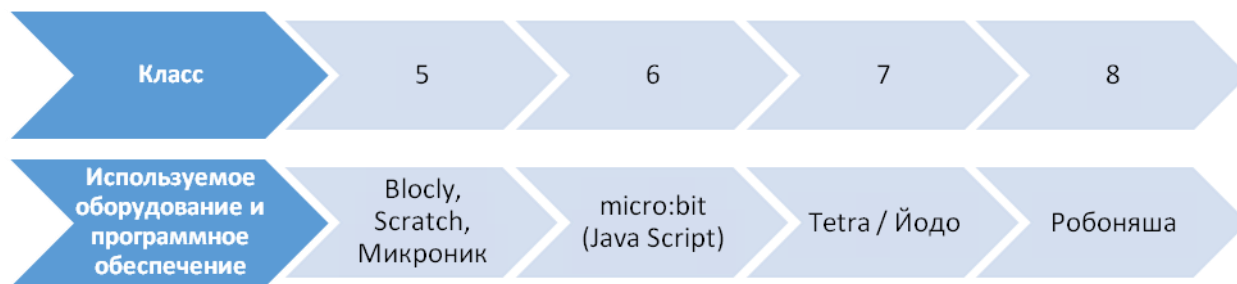 Класс
5
6
7
8
Используемое
оборудование и
программное
обеспечение
Blocly,
Scratch,
Микроник
micro:bit
(Java Script)
Tetra / Йодо
Робоняша